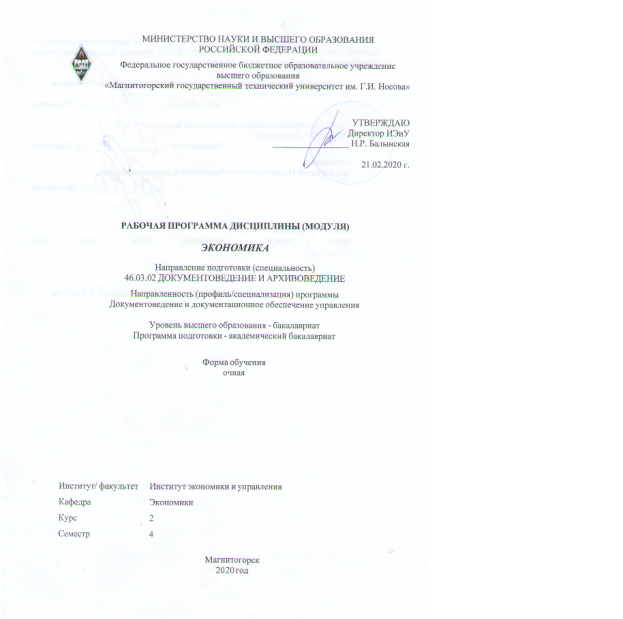 МИНИСТЕРСТВО НАУКИ И ВЫСШЕГО ОБРАЗОВАНИЯ
РОССИЙСКОЙ ФЕДЕРАЦИИ
Федеральное государственное бюджетное образовательное учреждение
высшего образования
«Магнитогорский государственный технический университет им. Г.И. Носова»
УТВЕРЖДАЮ
Директор ИЭиУ
Н.Р. Балынская
21.02.2020 г.
РАБОЧАЯ ПРОГРАММА ДИСЦИПЛИНЫ (МОДУЛЯ)
ЭКОНОМИКА
Направление подготовки (специальность)
46.03.02 ДОКУМЕНТОВЕДЕНИЕ И АРХИВОВЕДЕНИЕ
Направленность (профиль/специализация) программы
Документоведение и документационное обеспечение управления
Уровень высшего образования - бакалавриат
Программа подготовки - академический бакалавриат
Форма обучения
очная
Институт/ факультет Институт экономики и управления
Кафедра Экономики
Курс 2
Семестр 4
Магнитогорск
2020 год